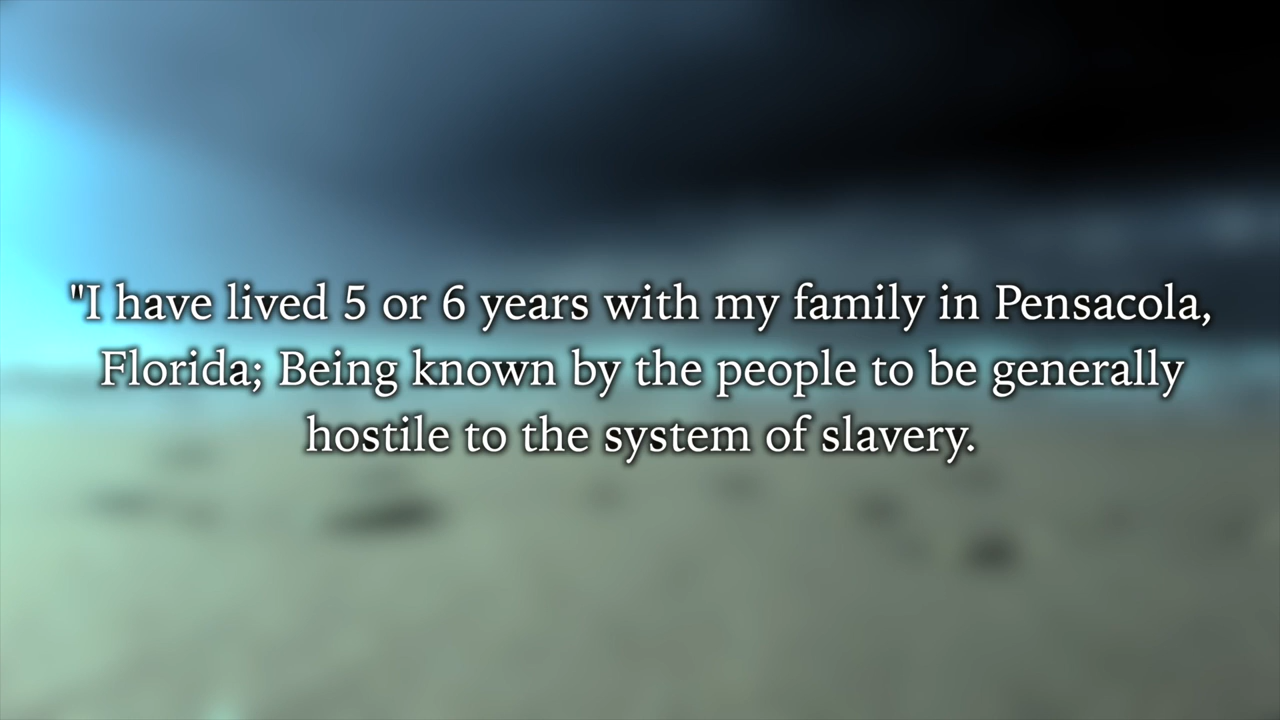 "I have lived 5 or 6 years with my family in Pensacola,
Florida; Being known by the people to be generally
hostile to the system of slavery.